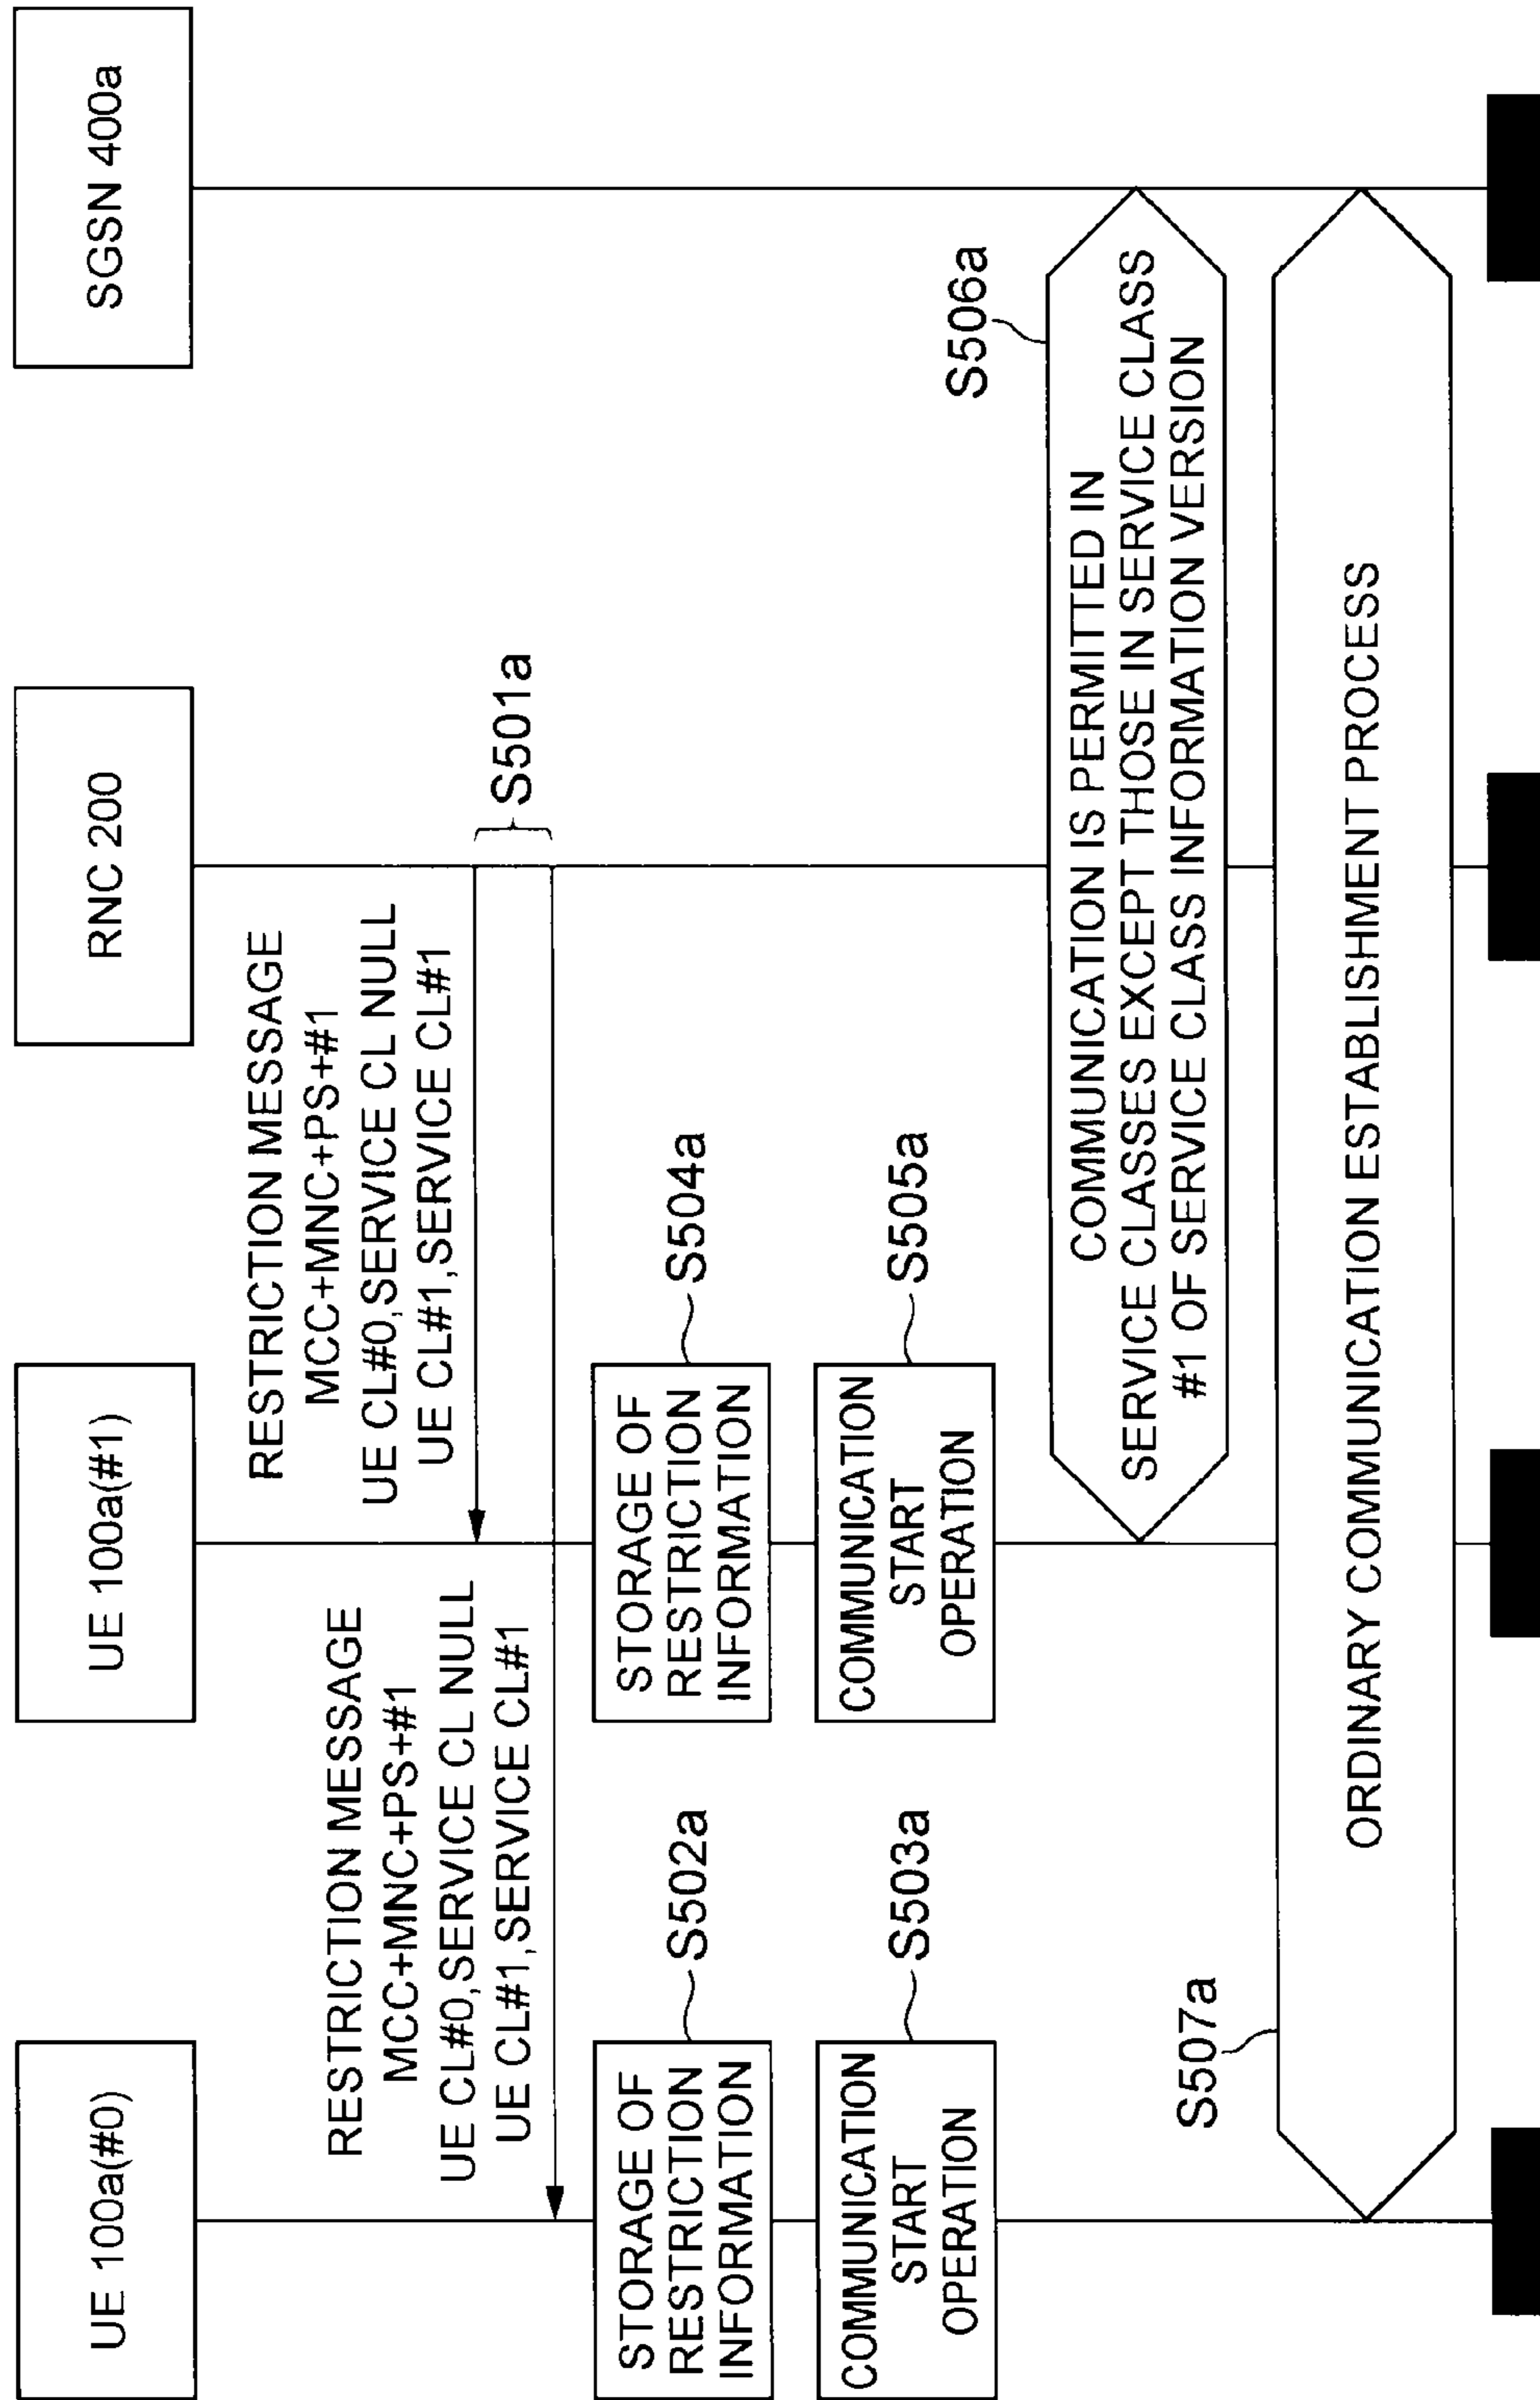 UE 100a(#0)
UE 100a(#1)
RNC 200
SGSN 400a
RESTRICTION MESSAGE
MCC+MNC+PS+#1
UE CL#0,SERVICE CL NULL
UE CL#1,SERVICE CL#1
S501a
RESTRICTION MESSAGE
MCC+MNC+PS+#1
UE CL#0,SERVICE CL NULL
UE CL#1,SERVICE CL#1
STORAGE OF
RESTRICTION
INFORMATION
S502a
STORAGE OF
RESTRICTION
INFORMATION
S504a
COMMUNICATION
START
OPERATION
S503a
COMMUNICATION
START
OPERATION
S505a
S506a
COMMUNICATION IS PERMITTED IN
SERVICE CLASSES EXCEPT THOSE IN SERVICE CLASS
#1 OF SERVICE CLASS INFORMATION VERSION
S507a
ORDINARY COMMUNICATION ESTABLISHMENT PROCESS